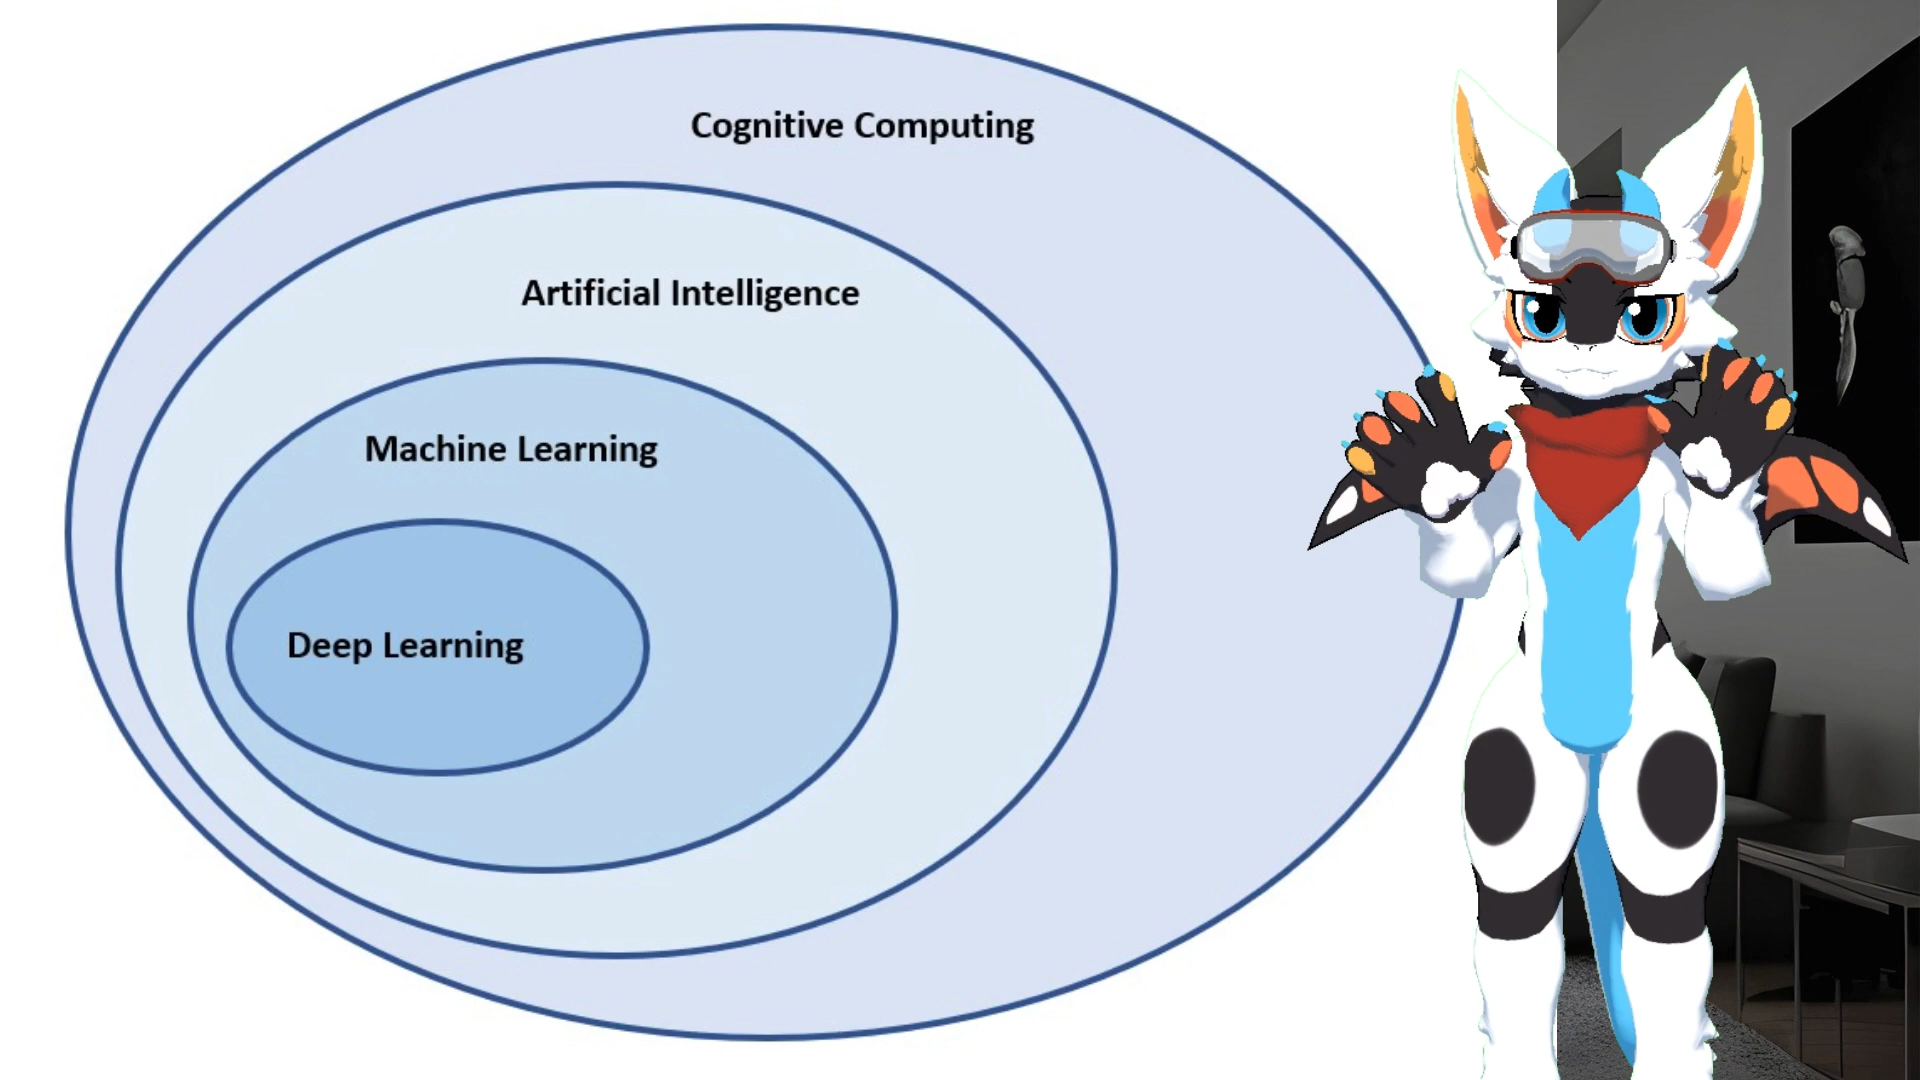 Cognitive Computing
Artificial Intelligence
Machine Learning
Deep Learning